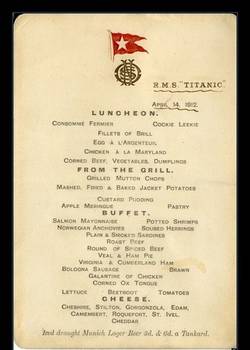 R.M.S. "TITANIC"
APRIL 14, 1912.
LUNCHEON.
CONSOMMÉ FERMIER COCKIE LEEKIE
FILLETS OF BRILL
EGG À L'ARGENTEUIL
CHICKEN À LA MARYLAND
CORNED BEEF, VEGETABLES, DUMPLINGS
FROM THE GRILL.
GRILLED MUTTON CHOPS
MASHED, FRIED & BAKED JACKET POTATOES
CUSTARD PUDDING
APPLE MERINGUE PASTRY
BUFFET.
SALMON MAYONNAISE POTTED SHRIMPS
NORWEGIAN ANCHOVIES SOUSED HERRINGS
PLAIN & SMOKED SARDINES
ROAST BEEF
ROUND OF SPICED BEEF
VEAL & HAM PIE
VIRGINIA & CUMBERLAND HAM
BOLOGNA SAUSAGE BRAWN
GALANTINE OF CHICKEN
CORNED OX TONGUE
LETTUCE BEETROOT TOMATOES
CHEESE.
CHESHIRE, STILTON, GORGONZOLA, EDAM,
CAMEMBERT, ROQUEFORT, ST. IVEL,
CHEDDAR
Iced draught Munich Lager Beer 3d. & 6d. a Tankard.